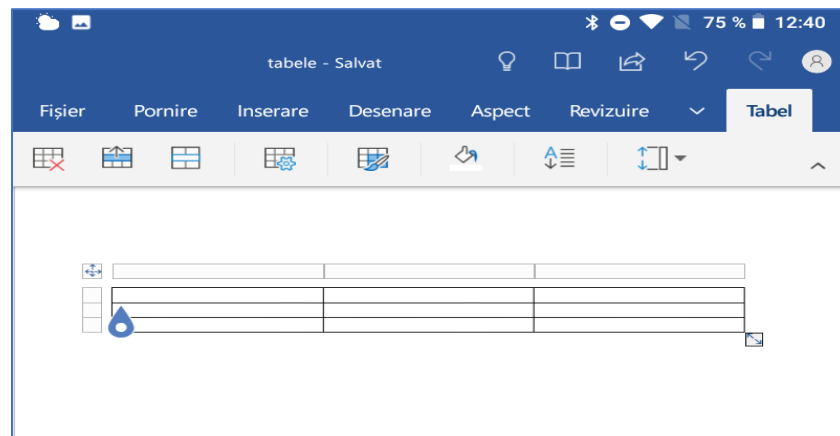 75 % 12:40
tabele - Salvat
Fișier Pornire Inserare Desenare Aspect Revizuire Tabel